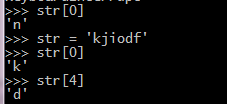 >>> str[0]
'n'
>>> str = 'kjiodf'
>>> str[0]
'k'
>>> str[4]
'd'